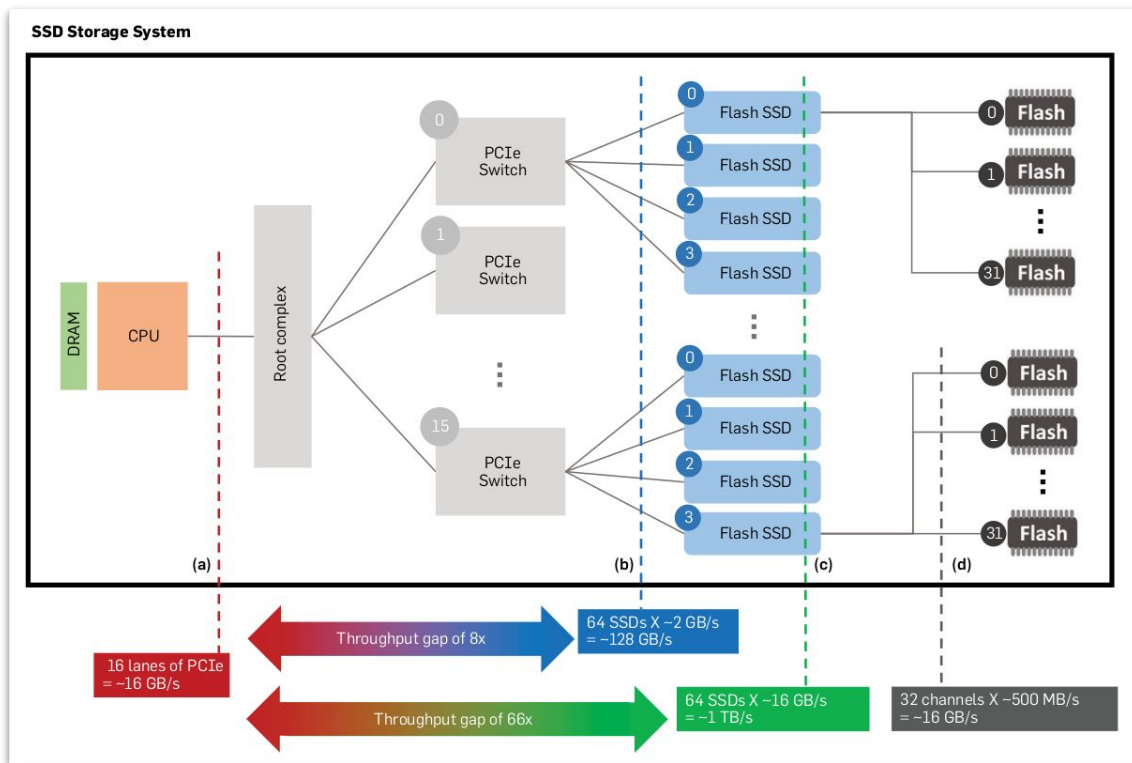 SSD Storage System
0
PCIe
Switch
1
PCIe
Switch
15
PCIe
Switch
DRAM
CPU
Root complex
0
Flash SSD
1
Flash SSD
2
Flash SSD
3
Flash SSD
0
Flash SSD
1
Flash SSD
2
Flash SSD
3
Flash SSD
0
Flash
1
Flash
31
Flash
0
Flash
1
Flash
31
Flash
(a)
(b)
(c)
(d)
Throughput gap of 8x
64 SSDs X ~2 GB/s
= ~128 GB/s
16 lanes of PCIe
= ~16 GB/s
Throughput gap of 66x
64 SSDs X ~16 GB/s
= ~1 TB/s
32 channels X ~500 MB/s
= ~16 GB/s